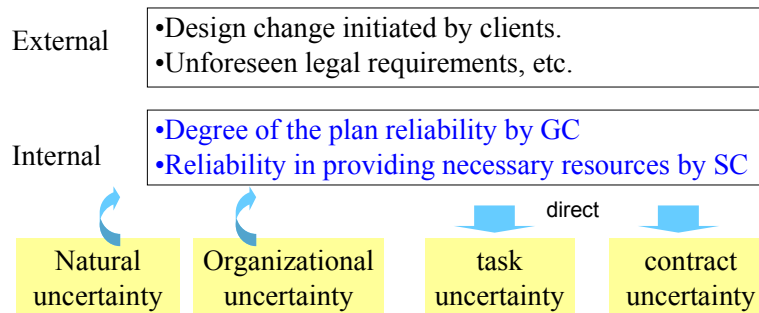 External
•Design change initiated by clients.
•Unforeseen legal requirements, etc.
Internal
•Degree of the plan reliability by GC
•Reliability in providing necessary resources by SC
direct
Natural
uncertainty
Organizational
uncertainty
task
uncertainty
contract
uncertainty